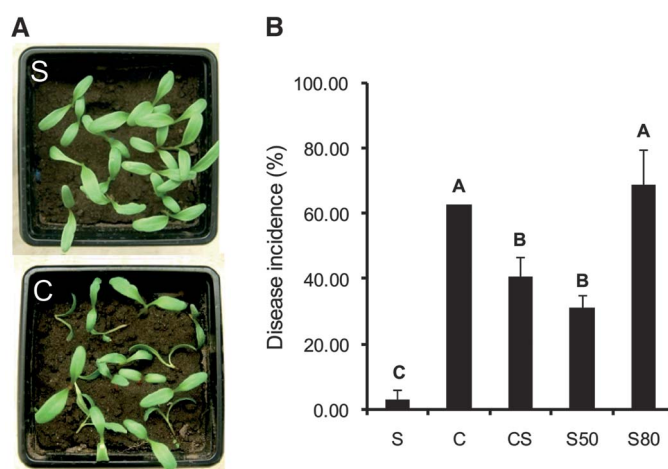 A
S
C
B
Disease incidence (%)
100.00
80.00
60.00
40.00
20.00
0.00
C
A
B
B
A
S
C
CS
S50
S80